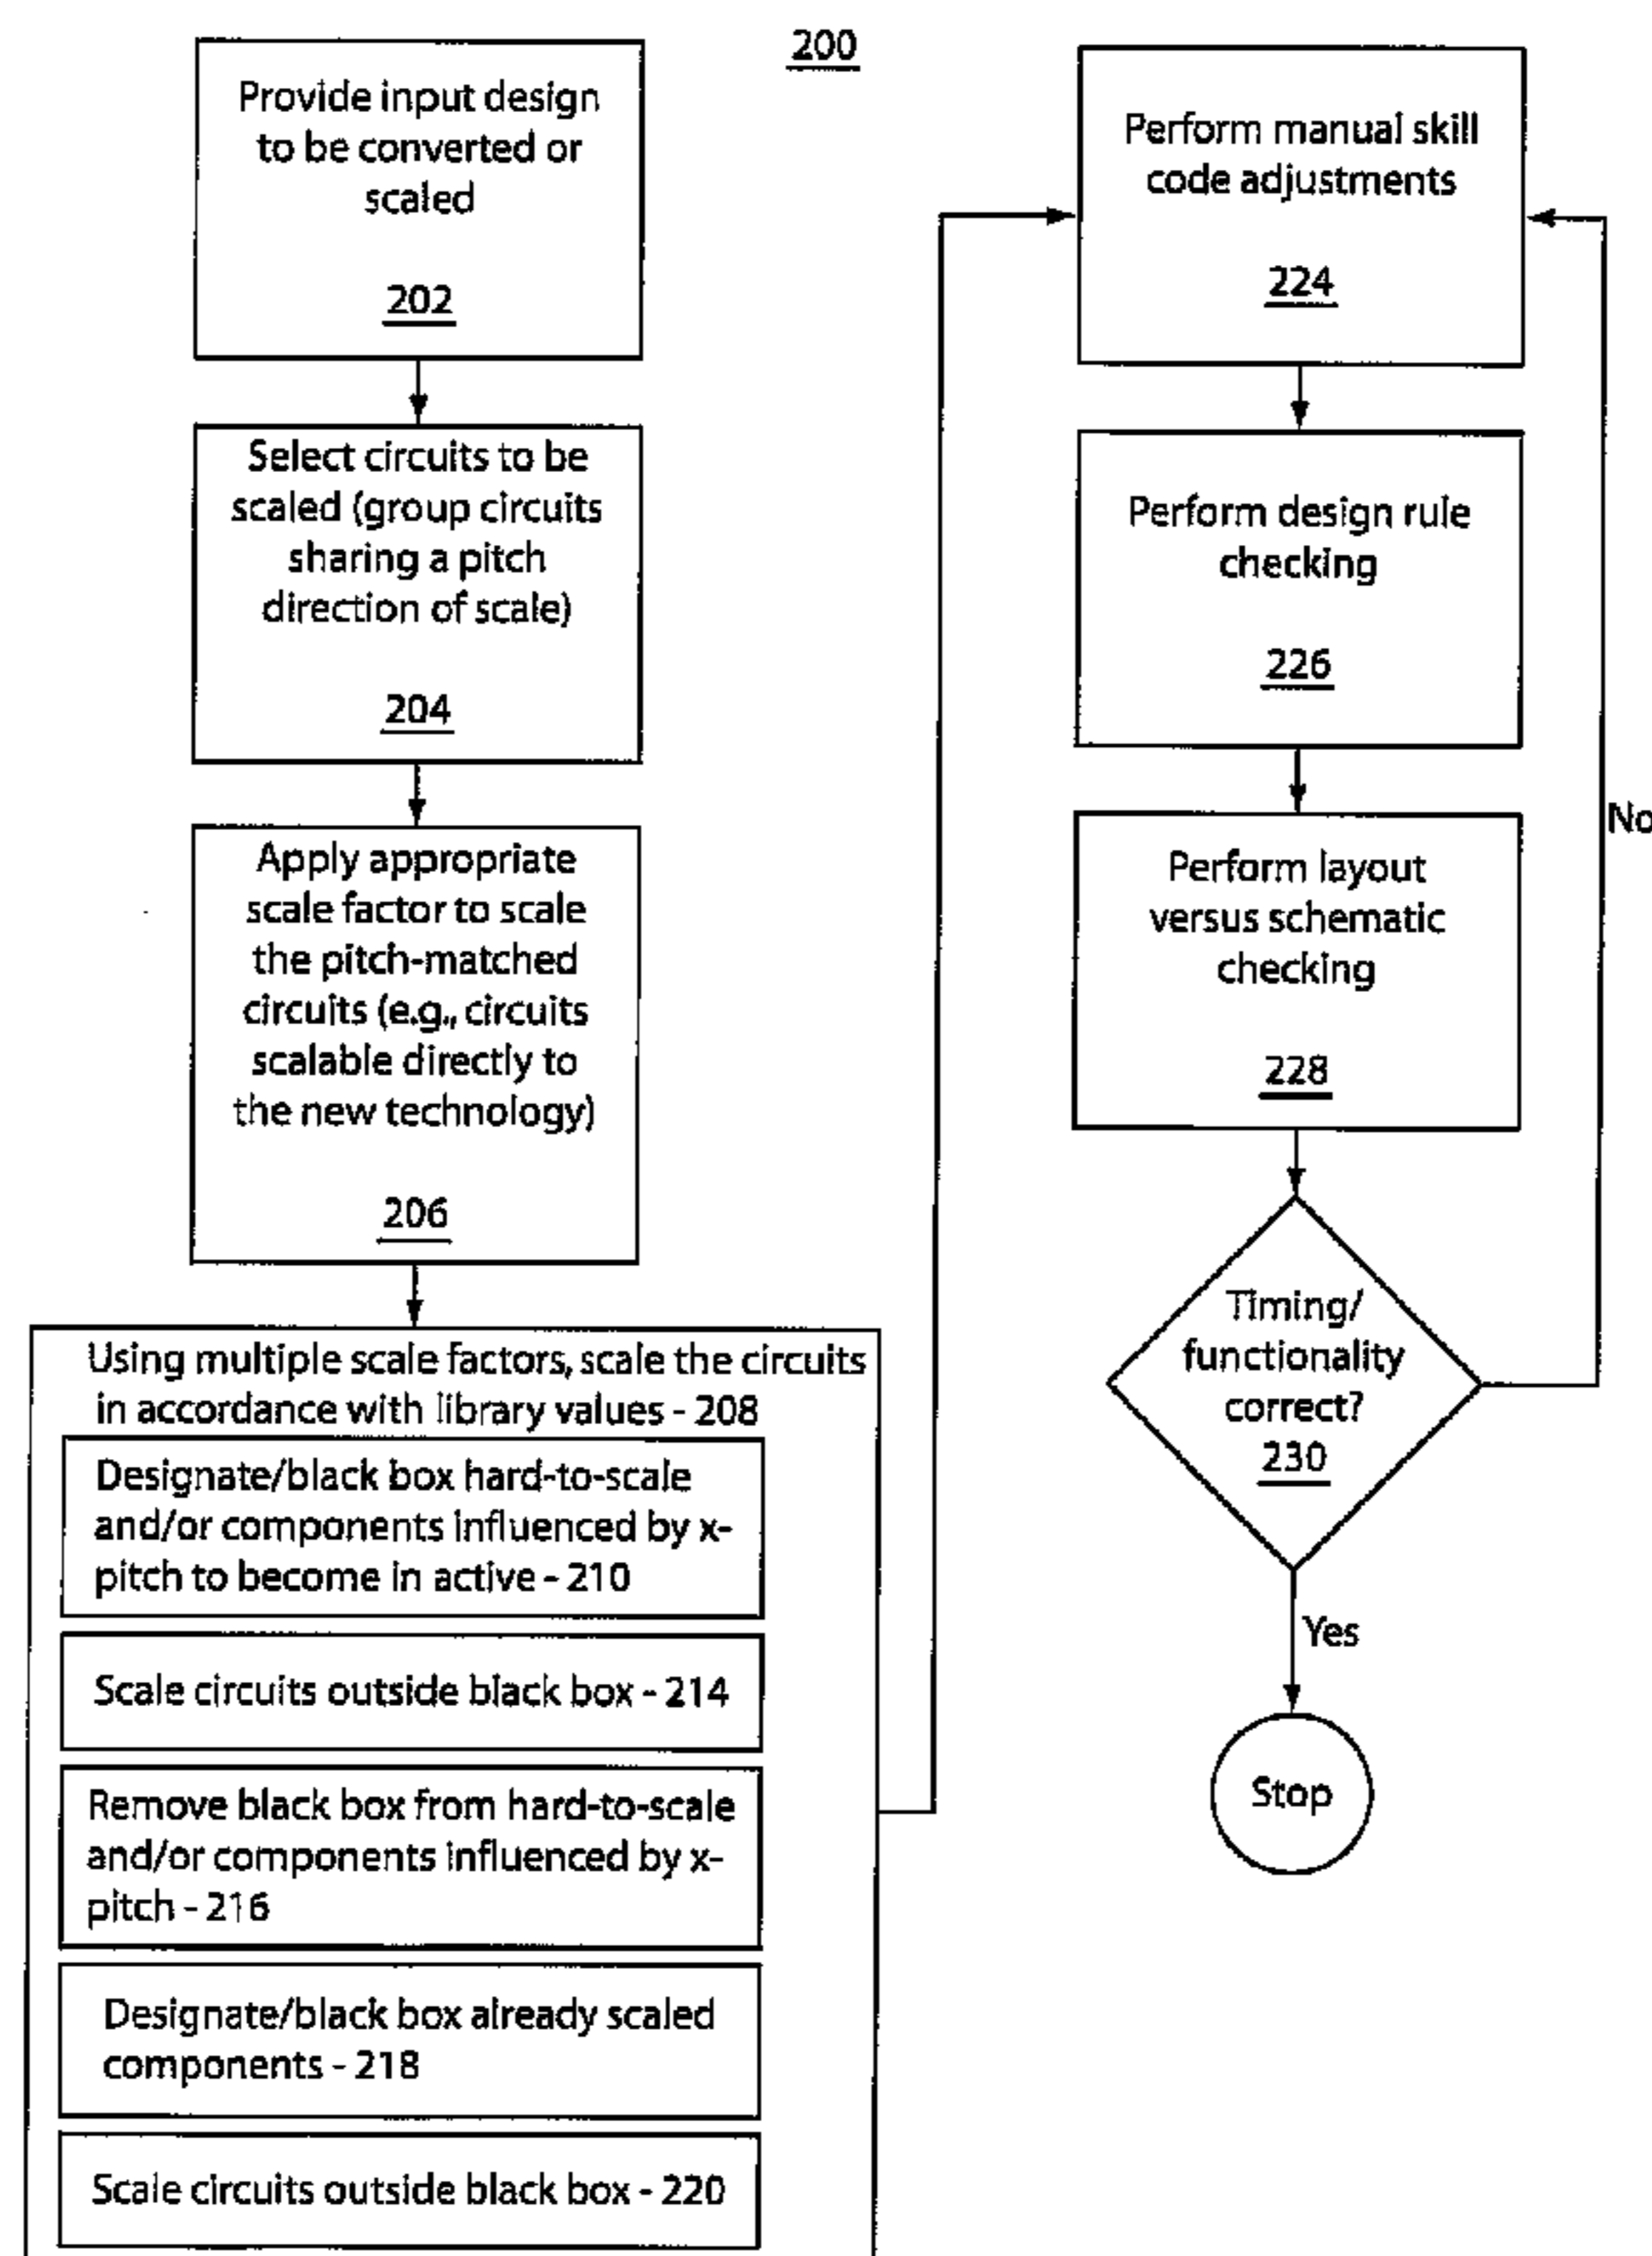 200
Provide input design
to be converted or
scaled
202
Select circuits to be
scaled (group circuits
sharing a pitch
direction of scale)
204
Apply appropriate
scale factor to scale
the pitch-matched
circuits (e.g., circuits
scalable directly to
the new technology)
206
Using multiple scale factors, scale the circuits
in accordance with library values - 208
Designate/black box hard-to-scale
and/or components influenced by x-
pitch to become in active - 210
Scale circuits outside black box - 214
Remove black box from hard-to-scale
and/or components influenced by x-
pitch - 216
Designate/black box already scaled
components - 218
Scale circuits outside black box - 220
Perform manual skill
code adjustments
224
Perform design rule
checking
226
Perform layout
versus schematic
checking
228
Timing/
functionality
correct?
230
No
Yes
Stop